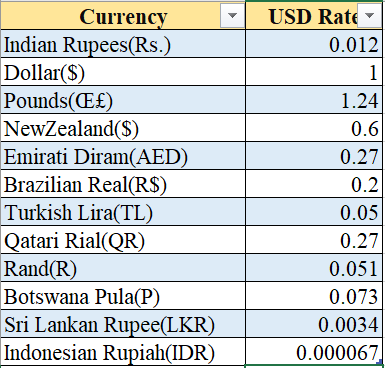 Currency USD Rate
Indian Rupees(Rs.) 0.012
Dollar($) 1
Pounds(Œ£) 1.24
NewZealand($) 0.6
Emirati Diram(AED) 0.27
Brazilian Real(R$) 0.2
Turkish Lira(TL) 0.05
Qatari Rial(QR) 0.27
Rand(R) 0.051
Botswana Pula(P) 0.073
Sri Lankan Rupee(LKR) 0.0034
Indonesian Rupiah(IDR) 0.000067